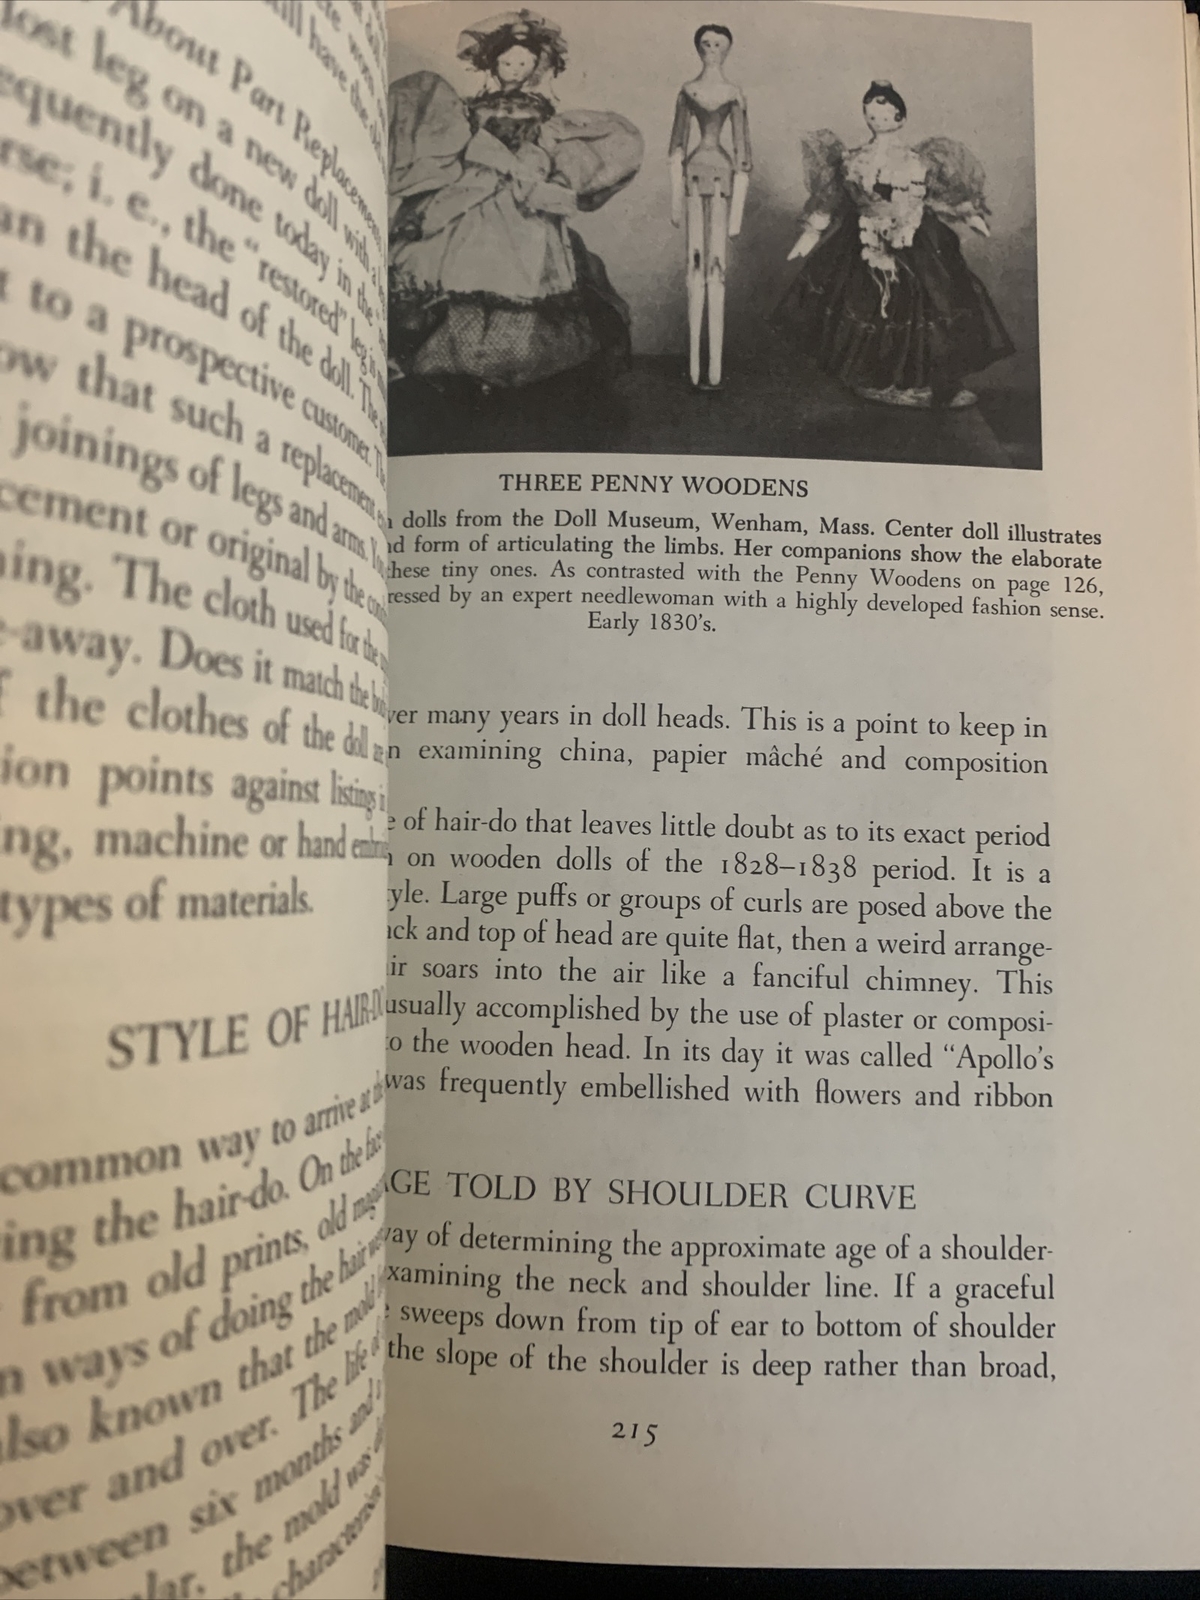 About Part Replacements
lost leg on a new doll with a
frequently done today in the
i. e., the "restored" leg is
the head of the doll. The
to a prospective customer.
that such a replacement
joinings of legs and arms.
or original by the
The cloth used for the
Does it match the
the clothes of the doll
points against listings
machine or hand
types of materials.
STYLE OF HAIR-DO
common way to arrive at
the hair-do. On the face
from old prints, old
ways of doing the hair
known that the mold
over and over. The life
between six months and
the mold was
THREE PENNY WOODENS
dolls from the Doll Museum, Wenham, Mass. Center doll illustrates
form of articulating the limbs. Her companions show the elaborate
these tiny ones. As contrasted with the Penny Woodens on page 126,
ressed by an expert needlewoman with a highly developed fashion sense.
Early 1830's.
ver many years in doll heads. This is a point to keep in
n examining china, papier mâché and composition
of hair-do that leaves little doubt as to its exact period
on wooden dolls of the 1828–1838 period. It is a
yle. Large puffs or groups of curls are posed above the
ck and top of head are quite flat, then a weird arrange-
ir soars into the air like a fanciful chimney. This
usually accomplished by the use of plaster or composi-
o the wooden head. In its day it was called "Apollo's
was frequently embellished with flowers and ribbon
GE TOLD BY SHOULDER CURVE
way of determining the approximate age of a shoulder-
xamining the neck and shoulder line. If a graceful
sweeps down from tip of ear to bottom of shoulder
the slope of the shoulder is deep rather than broad,
215